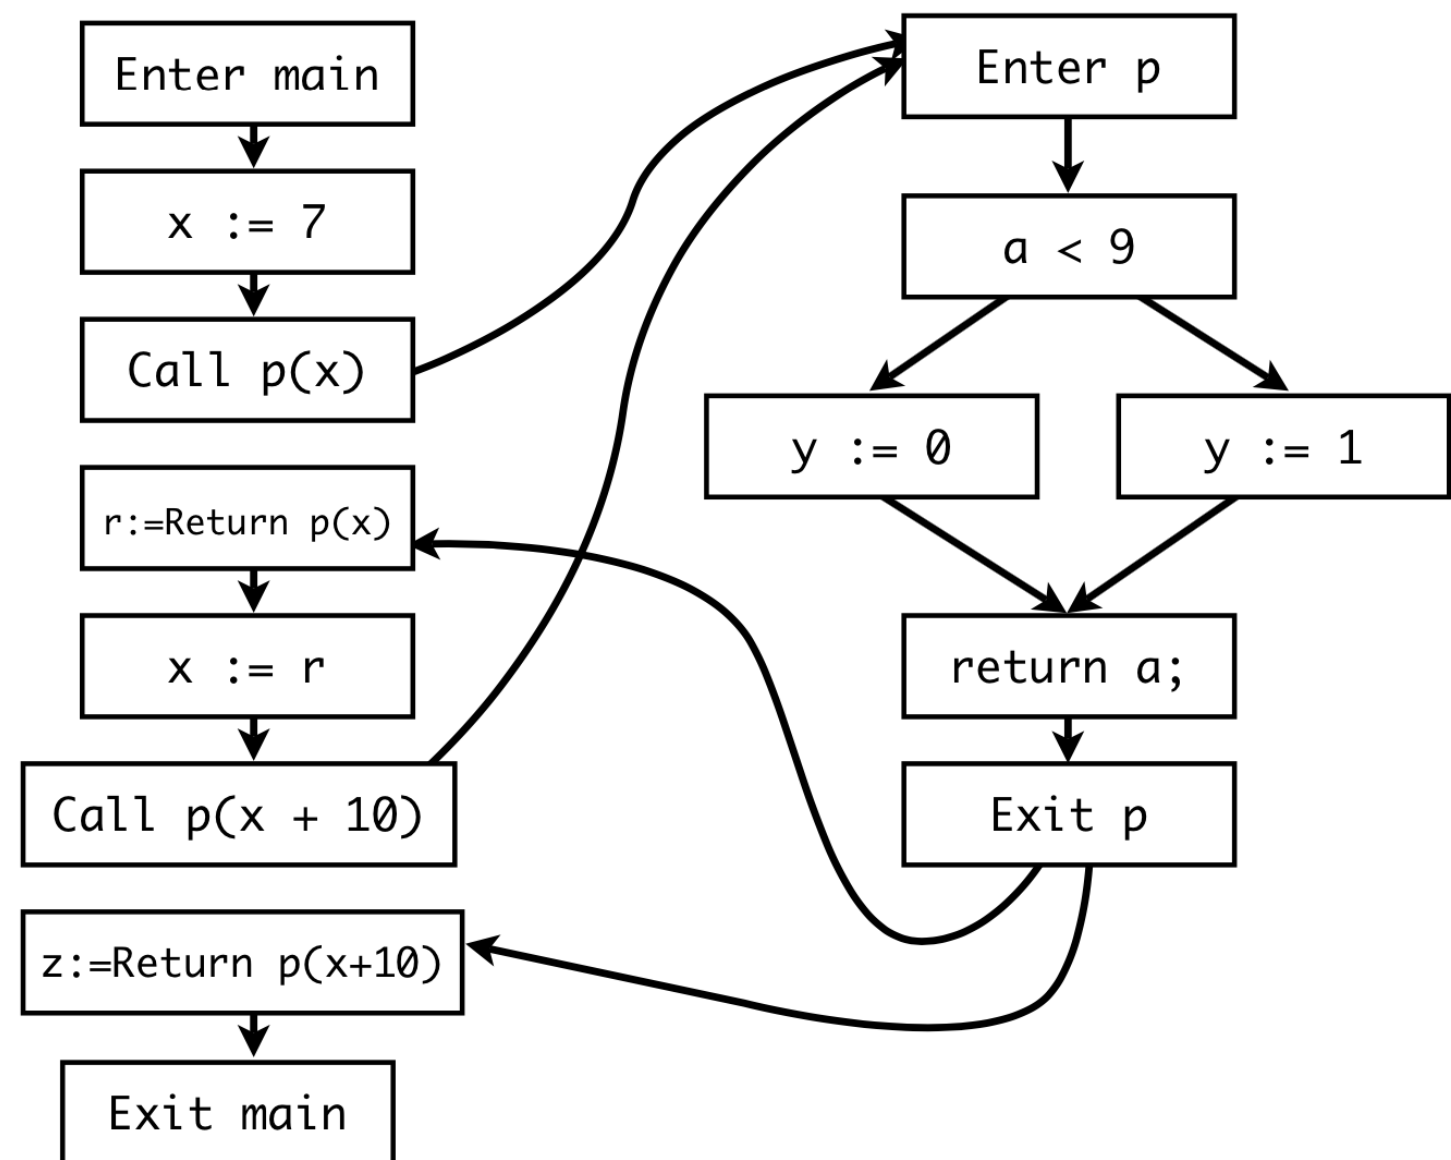 Enter main
x := 7
Call p(x)
r:=Return p(x)
x := r
Call p(x + 10)
z:=Return p(x+10)
Exit main
Enter p
a < 9
y := 0
y := 1
return a;
Exit p